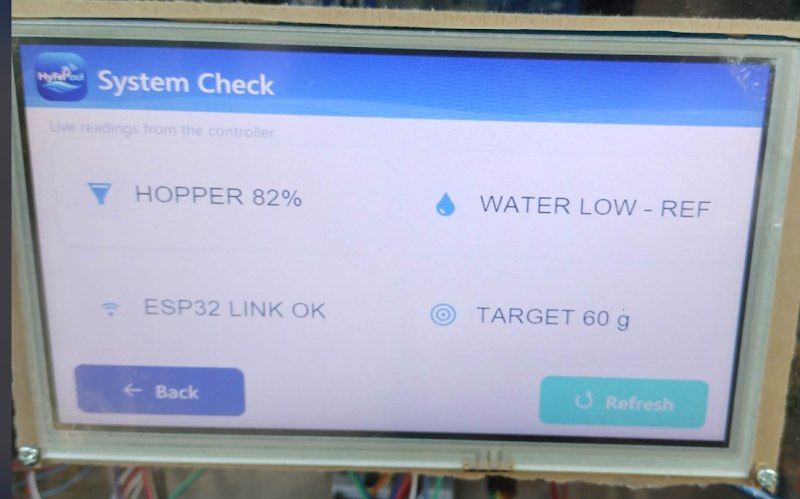 HyFePoul
System Check
Live readings from the controller
HOPPER 82%
WATER LOW - REF
ESP32 LINK OK
TARGET 60 g
← Back
Refresh